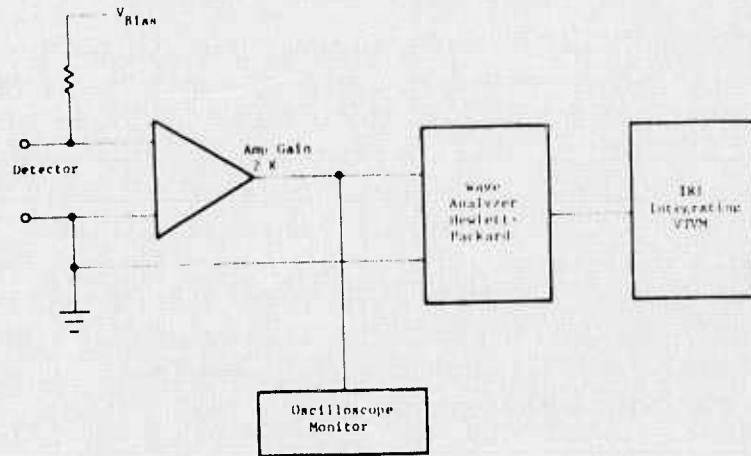 V
Bias
Detector
Amp Gain
2 K
Wave
Analyzer
Hewlett-
Packard
Integrating
VTVM
Oscilloscope
Monitor